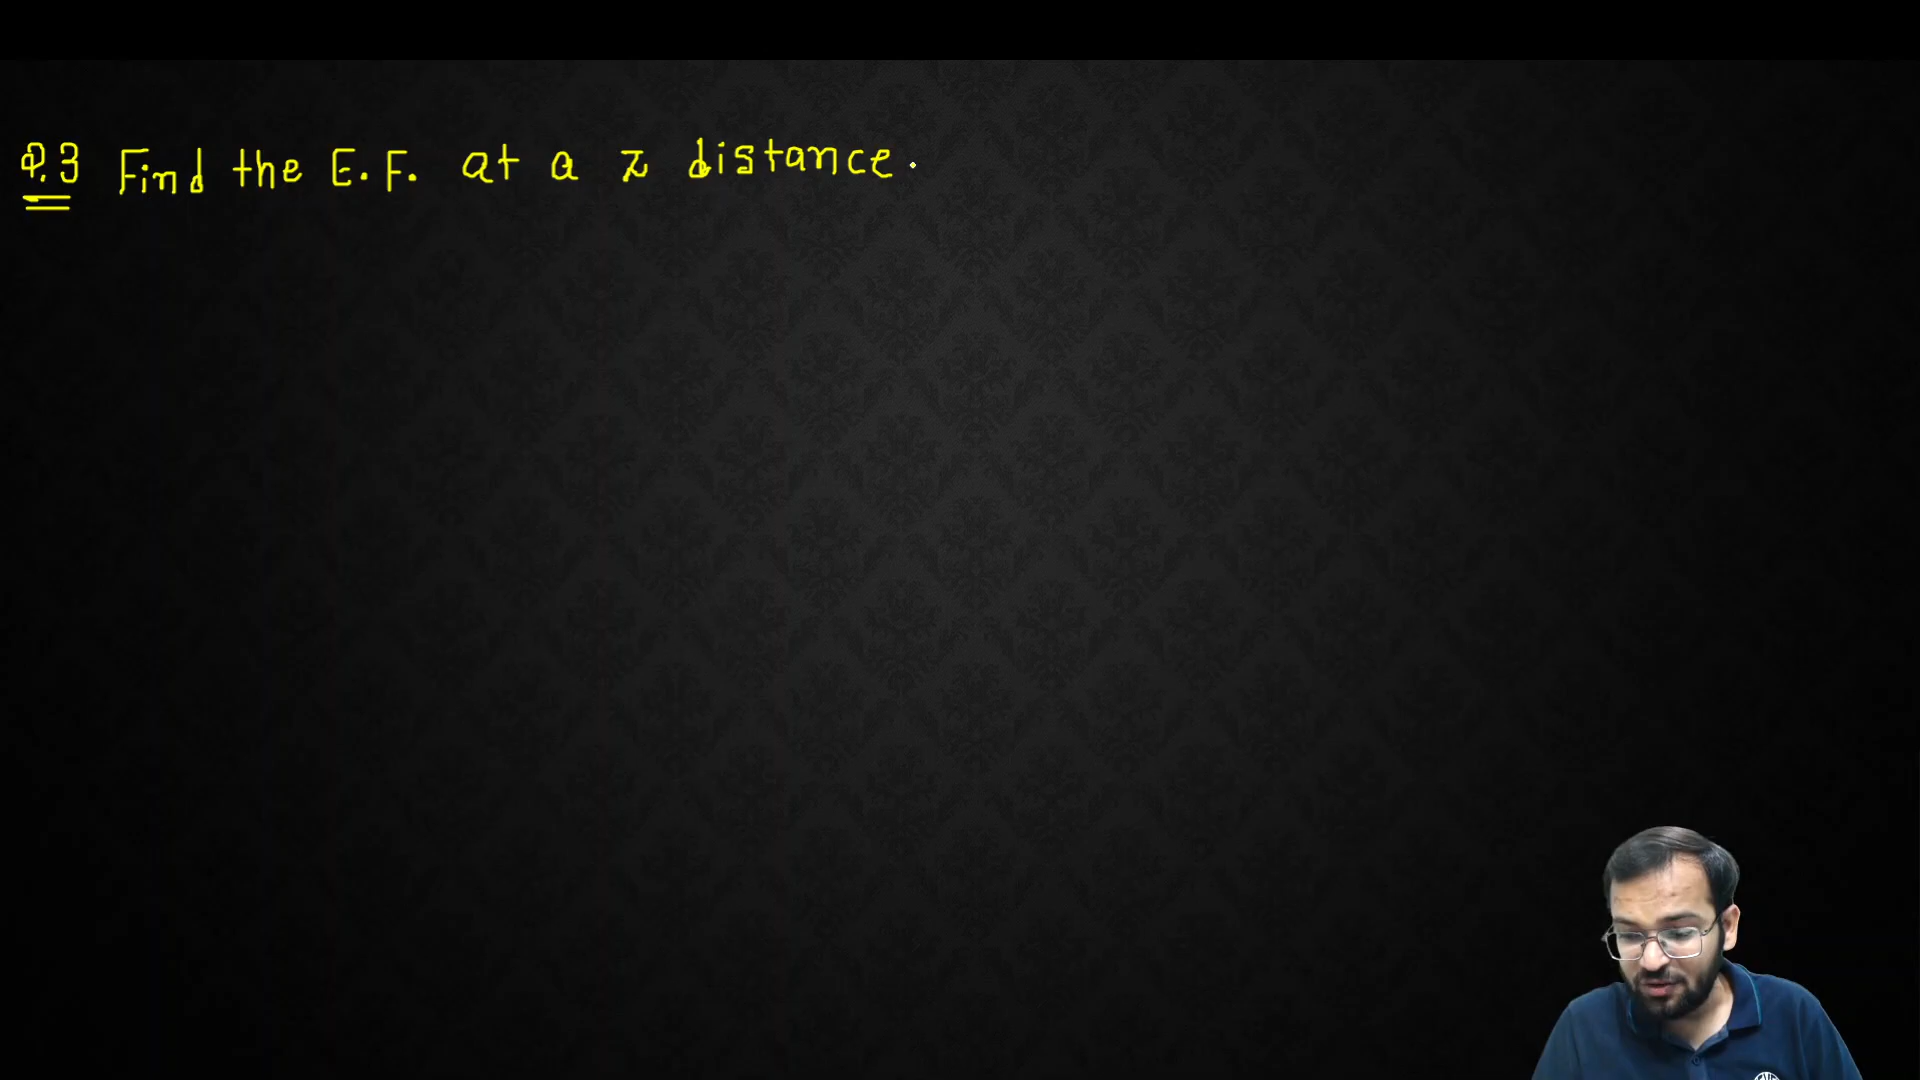 Q.3 Find the E.F. at a z distance.